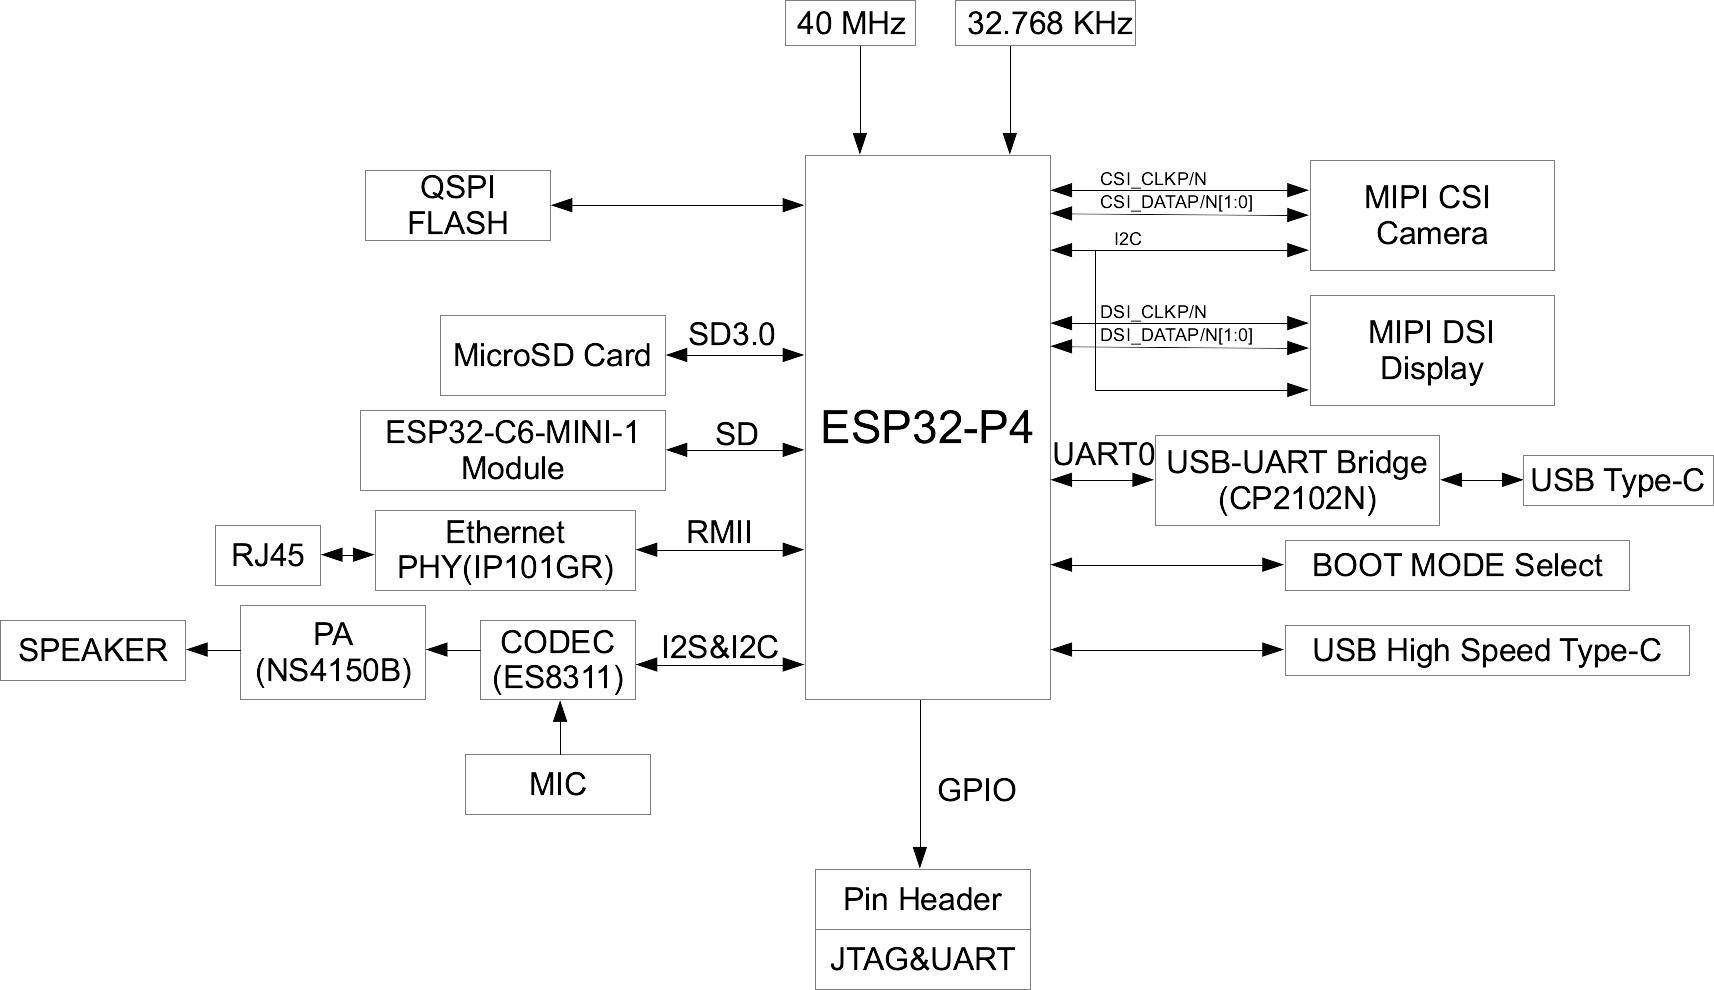 40 MHz
32.768 KHz
QSPI
FLASH
CSI_CLKP/N
CSI_DATAP/N[1:0]
I2C
MIPI CSI
Camera
MicroSD Card
SD3.0
DSI_CLKP/N
DSI_DATAP/N[1:0]
MIPI DSI
Display
ESP32-P4
ESP32-C6-MINI-1
Module
SD
UART0
USB-UART Bridge
(CP2102N)
USB Type-C
RJ45
Ethernet
PHY(IP101GR)
RMII
BOOT MODE Select
SPEAKER
PA
(NS4150B)
CODEC
(ES8311)
I2S&I2C
USB High Speed Type-C
MIC
GPIO
Pin Header
JTAG&UART